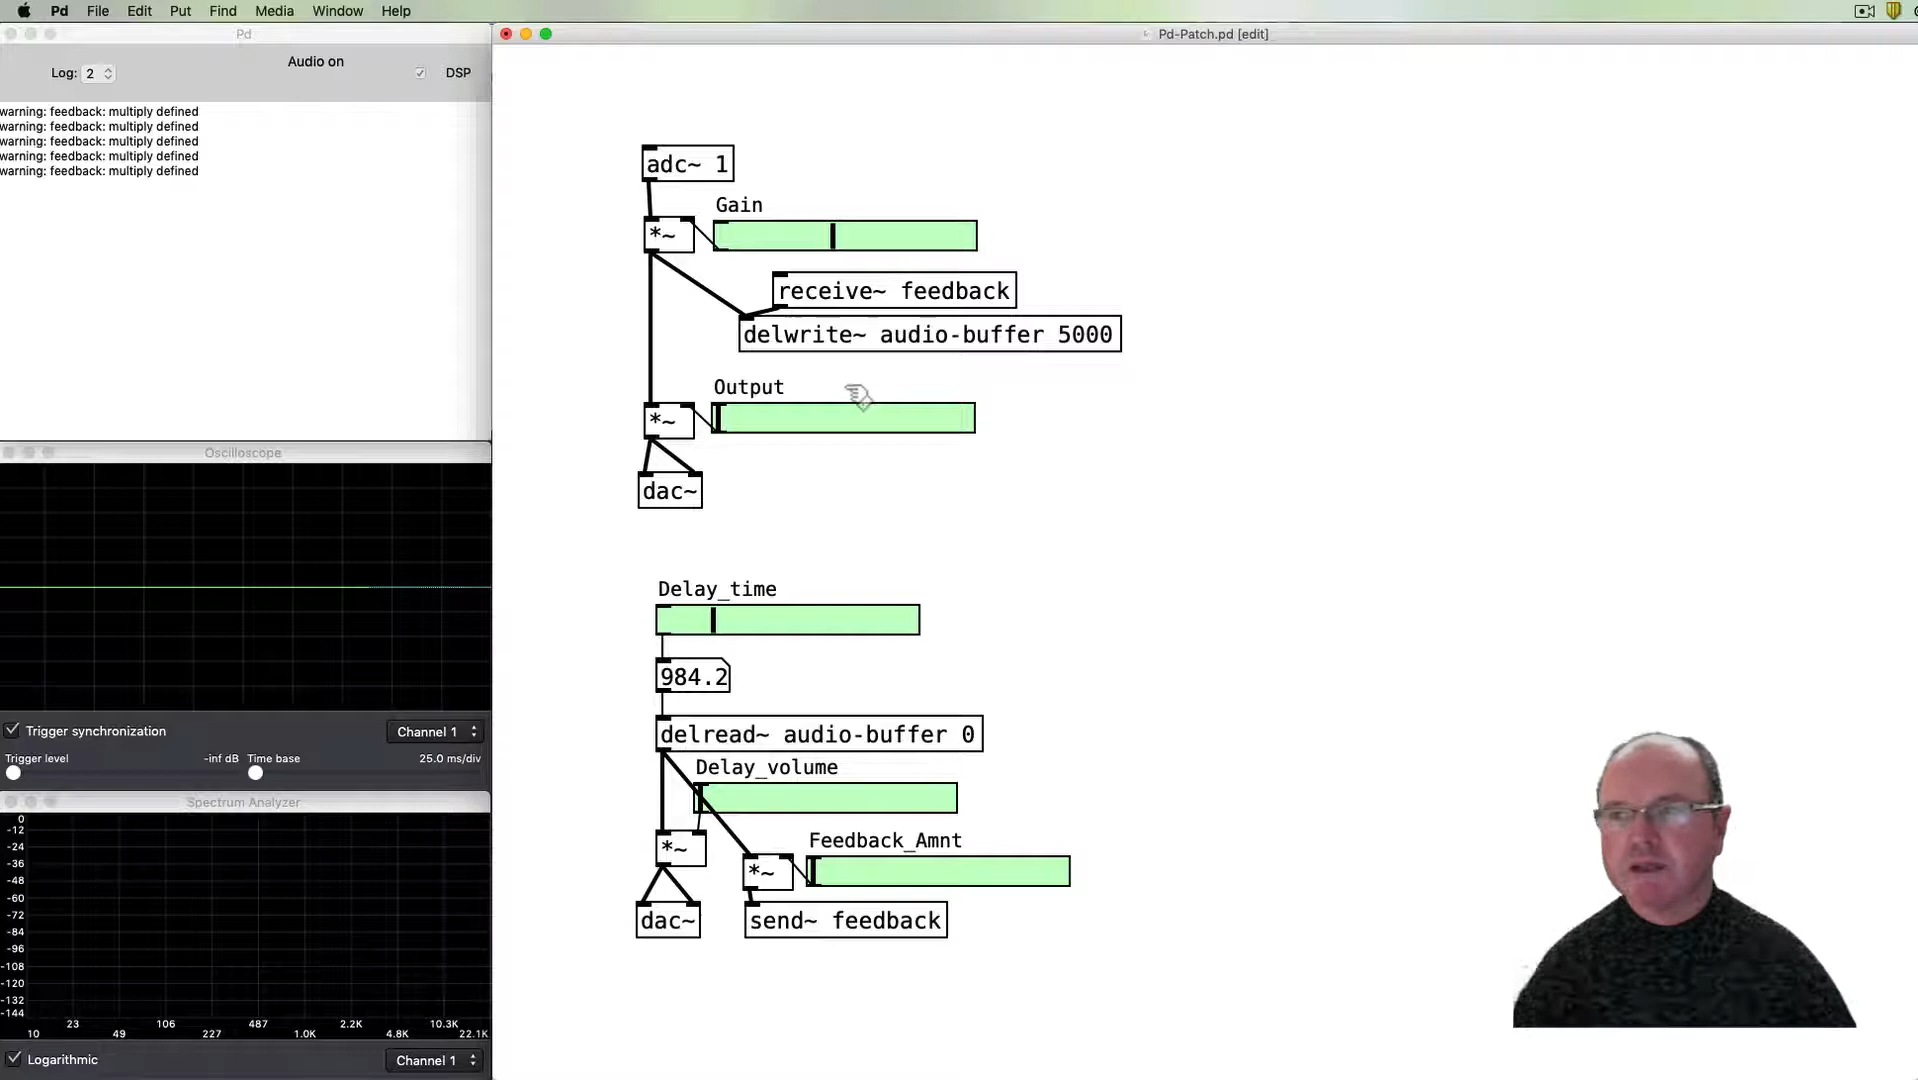 Pd File Edit Put Find Media Window Help
Pd
Audio on
Log: 2
DSP
warning: feedback: multiply defined
warning: feedback: multiply defined
warning: feedback: multiply defined
warning: feedback: multiply defined
warning: feedback: multiply defined
Oscilloscope
Trigger synchronization
Channel 1
Trigger level
-inf dB
Time base
25.0 ms/div
Spectrum Analyzer
0
-12
-24
-36
-48
-60
-72
-84
-96
-108
-120
-132
-144
23 106 487 2.2K 10.3K
10 49 227 1.0K 4.8K 22.1K
Logarithmic
Channel 1
Pd-Patch.pd [edit]
adc~ 1
Gain
*~
receive~ feedback
delwrite~ audio-buffer 5000
Output
*~
dac~
Delay_time
984.2
delread~ audio-buffer 0
Delay_volume
*~
Feedback_Amnt
*~
dac~
send~ feedback